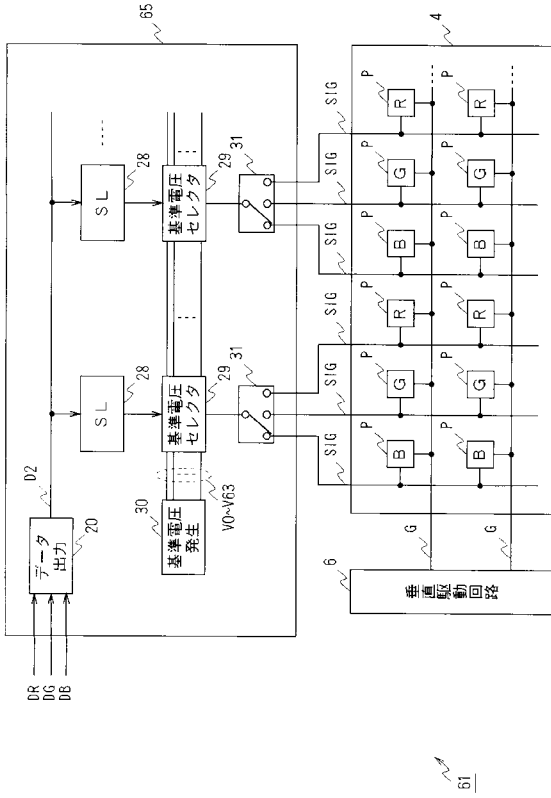 65
DR
DG
DB
データ
出力
20
D2
SL
28
SL
28
30
基準電圧
発生
V0~V63
基準電圧
セレクタ
29
基準電圧
セレクタ
29
31
31
SIG
SIG
SIG
SIG
SIG
SIG
4
6
垂直駆動回路
G
G
P
B
P
G
P
R
P
B
P
G
P
R
P
B
P
G
P
R
P
B
P
G
P
R
61